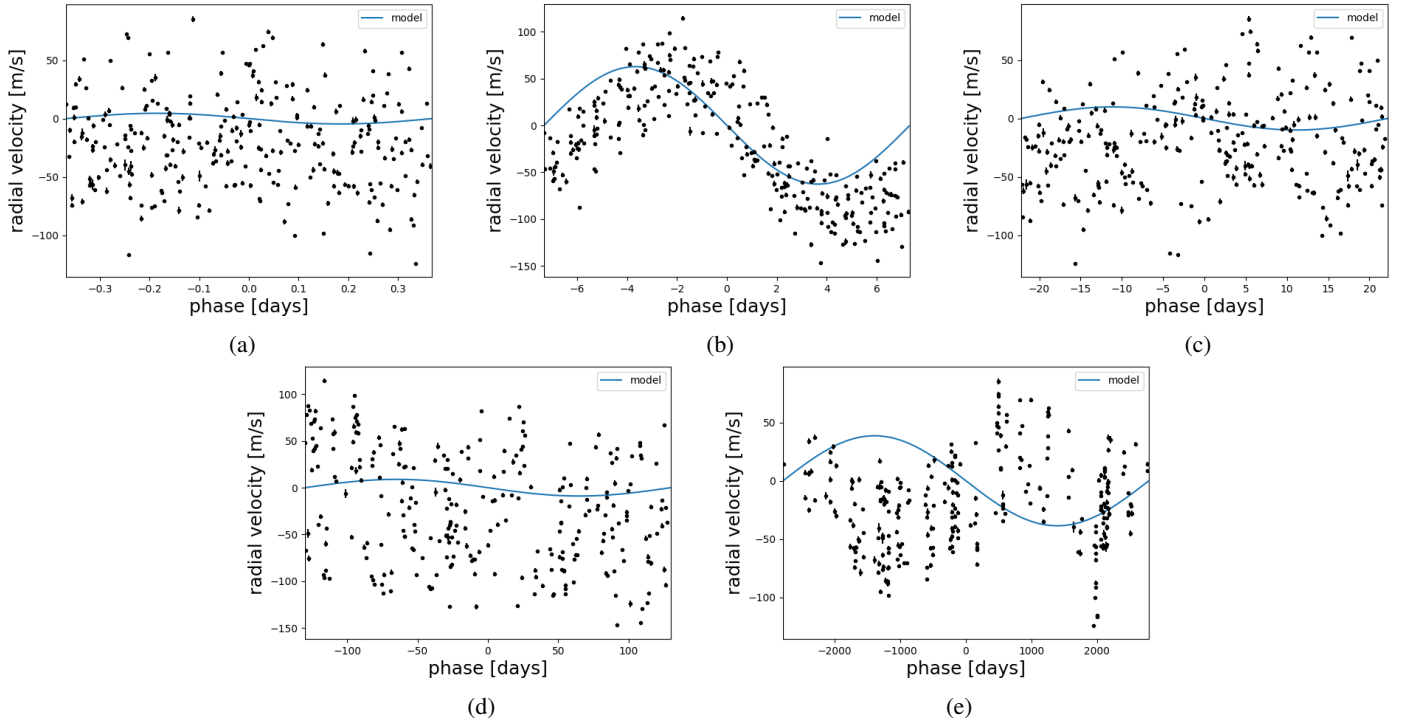 model
radial velocity [m/s]
50
0
−50
−100
−0.3 −0.2 −0.1 0.0 0.1 0.2 0.3
phase [days]
(a)
model
radial velocity [m/s]
100
50
0
−50
−100
−150
−6 −4 −2 0 2 4 6
phase [days]
(b)
model
radial velocity [m/s]
50
0
−50
−100
−20 −15 −10 −5 0 5 10 15 20
phase [days]
(c)
model
radial velocity [m/s]
100
50
0
−50
−100
−150
−100 −50 0 50 100
phase [days]
(d)
model
radial velocity [m/s]
50
0
−50
−100
−2000 −1000 0 1000 2000
phase [days]
(e)